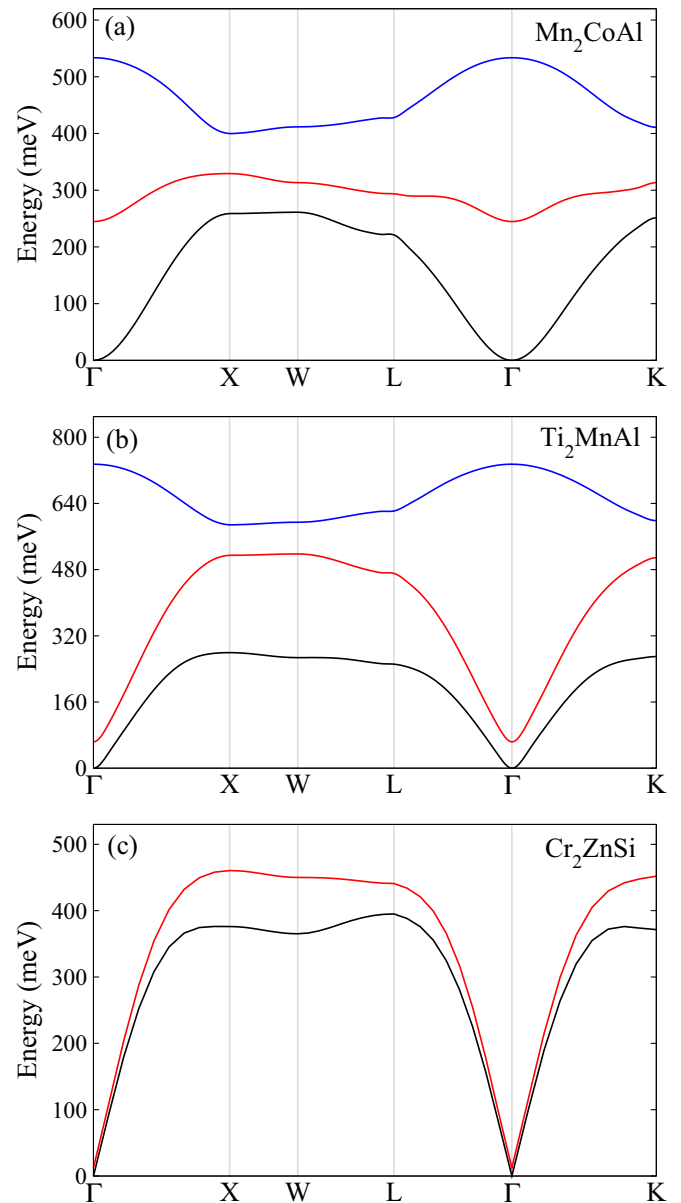 (a)
Mn₂CoAl
Energy (meV)
600
500
400
300
200
100
0
Γ X W L Γ K
(b)
Ti₂MnAl
Energy (meV)
800
640
480
320
160
0
Γ X W L Γ K
(c)
Cr₂ZnSi
Energy (meV)
500
400
300
200
100
0
Γ X W L Γ K